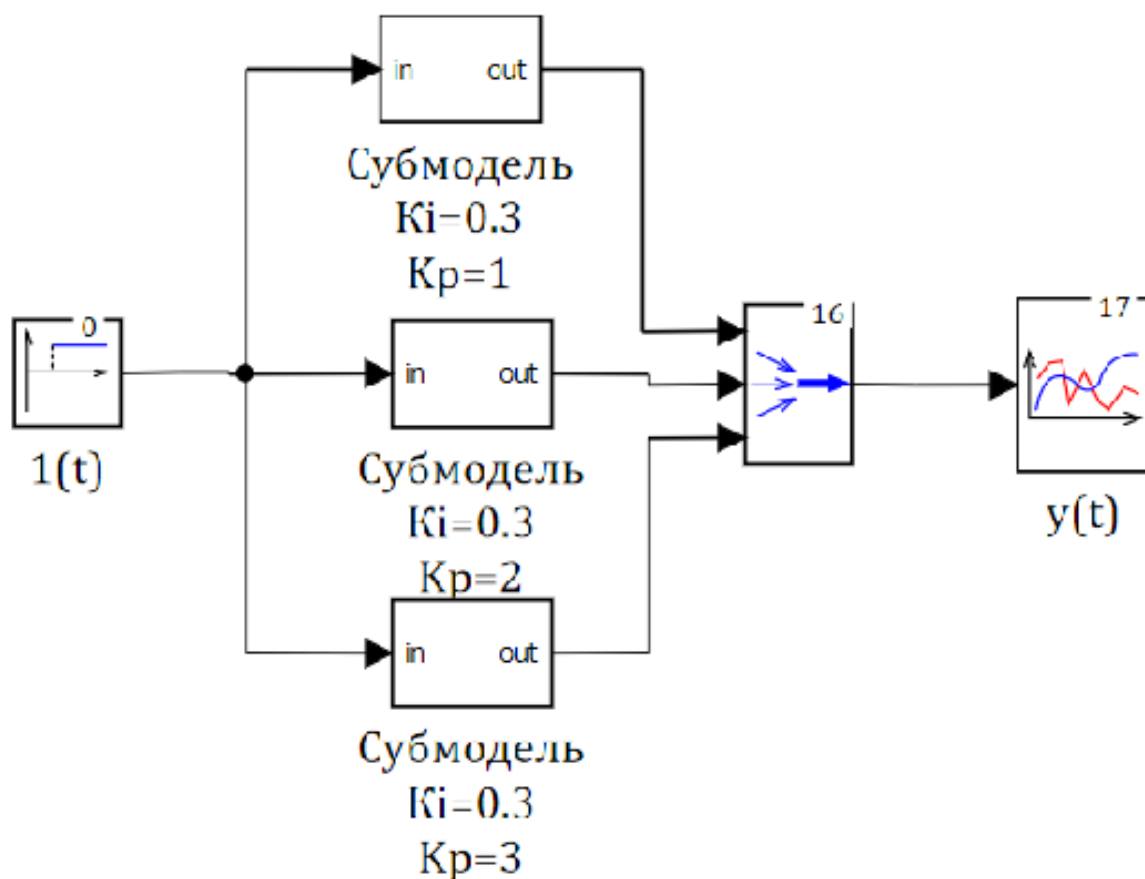 in out
Субмодель
Ki=0.3
Kp=1
0
1(t)
in out
Субмодель
Ki=0.3
Kp=2
16
17
y(t)
in out
Субмодель
Ki=0.3
Kp=3